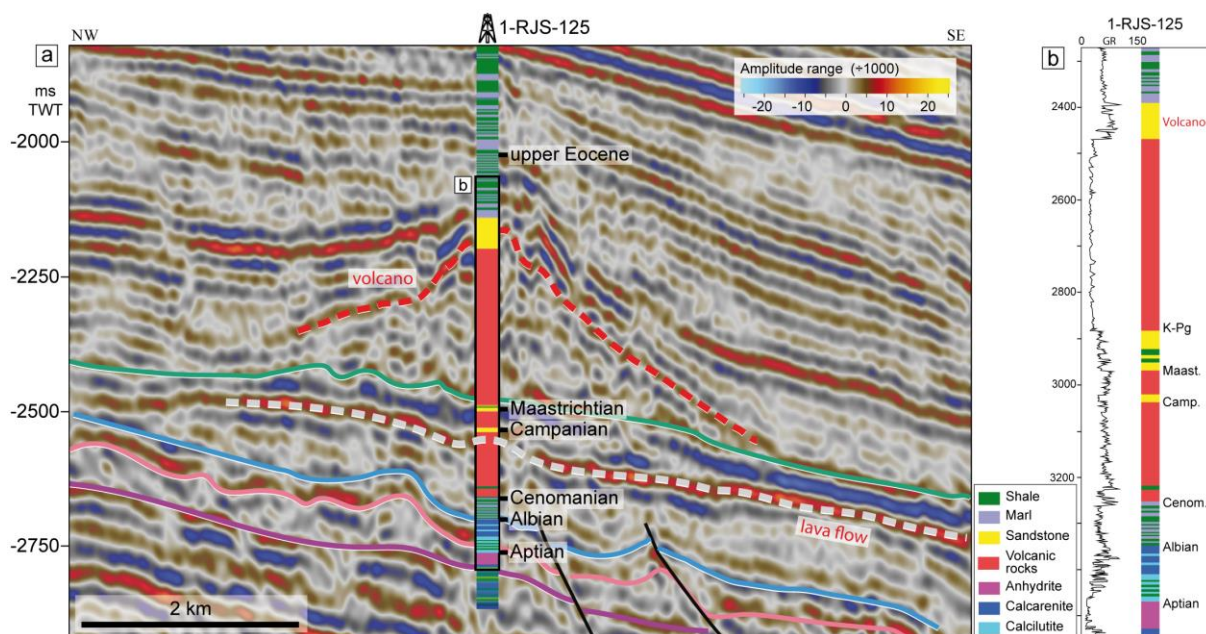 NW
1-RJS-125
SE
a
ms
TWT
Amplitude range (÷1000)
-20 -10 0 10 20
-2000
-2250
-2500
-2750
upper Eocene
b
volcano
Maastrichtian
Campanian
Cenomanian
Albian
Aptian
lava flow
2 km
Shale
Marl
Sandstone
Volcanic
rocks
Anhydrite
Calcarenite
Calcilutite
1-RJS-125
0 GR 150
b
2400
2600
2800
3000
3200
Volcano
K-Pg
Maast.
Camp.
Cenom.
Albian
Aptian